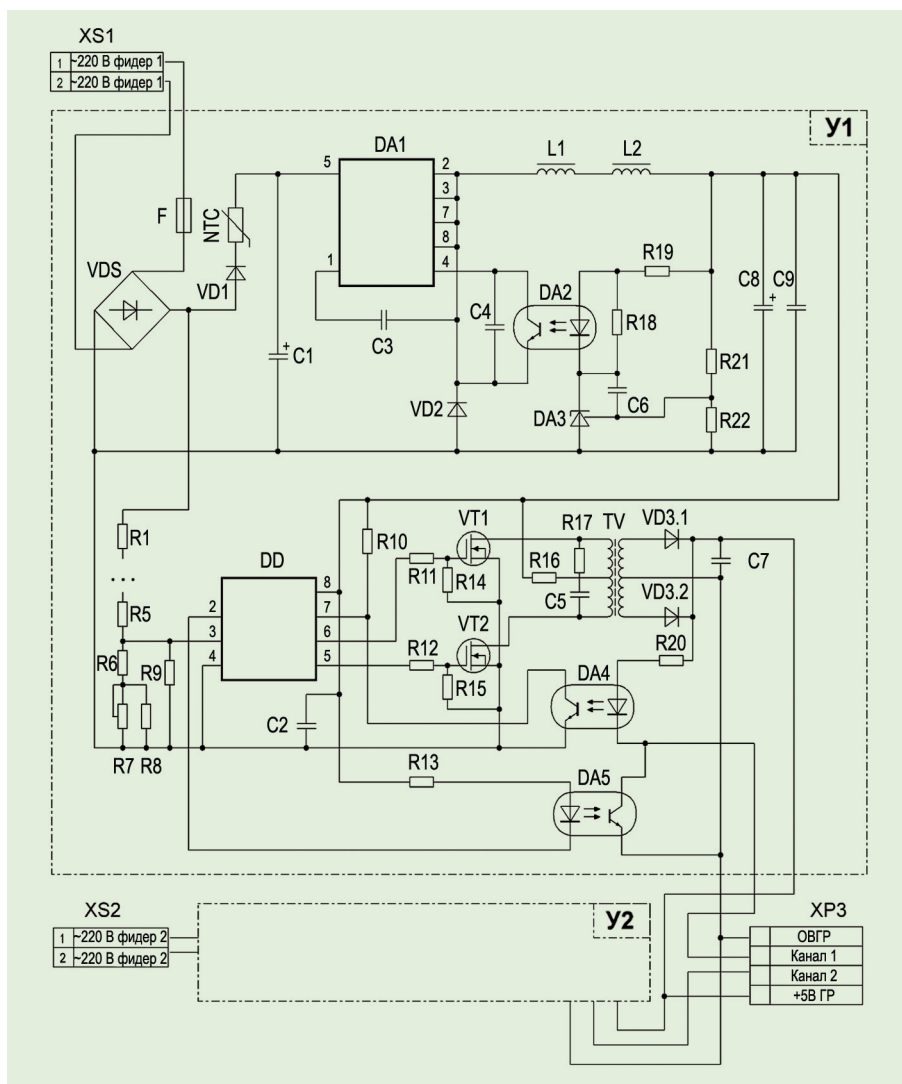 XS1
1 ~220 В фидер 1
2 ~220 В фидер 1
У1
DA1
L1
L2
5
2
3
7
8
4
1
F
NTC
VDS
VD1
R19
C8
+
C9
DA2
C4
R18
C3
+
C1
R21
VD2
DA3
C6
R22
R1
...
R5
R6
R9
R7
R8
DD
2
3
4
8
7
6
5
R10
VT1
R11
R14
R17
TV
VD3.1
R16
C7
C5
VD3.2
VT2
R12
R15
R20
DA4
C2
R13
DA5
XS2
1 ~220 В фидер 2
2 ~220 В фидер 2
У2
XP3
ОВГР
Канал 1
Канал 2
+5В ГР